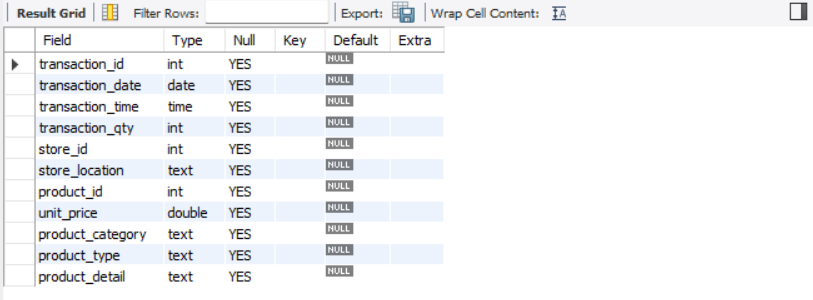 Result Grid Filter Rows: Export: Wrap Cell Content: IA
Field Type Null Key Default Extra
transaction_id int YES NULL
transaction_date date YES NULL
transaction_time time YES NULL
transaction_qty int YES NULL
store_id int YES NULL
store_location text YES NULL
product_id int YES NULL
unit_price double YES NULL
product_category text YES NULL
product_type text YES NULL
product_detail text YES NULL